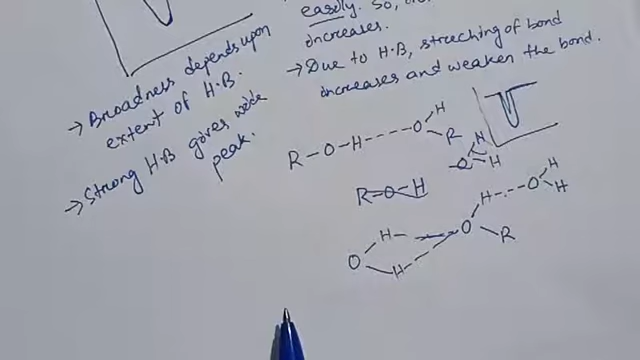 easily. So,
increases.
→ Due to H.B, streching of bond
increases and weaken the bond.
→ Broadness depends upon
extent of H.B.
→ Strong H.B gives wide
peak.
R-O-H----O
H
R
R-O-H
-O
H
H
H---O
H
H
O
R
O
H
H